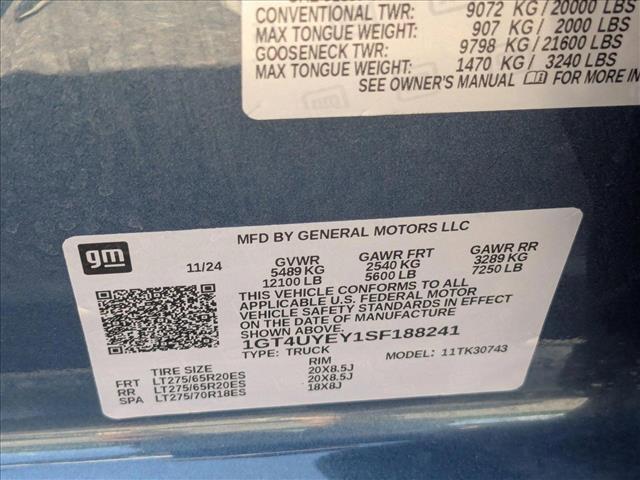 CONVENTIONAL TWR: 9072 KG/20000 LBS
MAX TONGUE WEIGHT: 907 KG/ 2000 LBS
GOOSENECK TWR: 9798 KG/21600 LBS
MAX TONGUE WEIGHT: 1470 KG/ 3240 LBS
SEE OWNER'S MANUAL FOR MORE IN
gm
MFD BY GENERAL MOTORS LLC
11/24 GVWR GAWR FRT GAWR RR
5489 KG 2540 KG 3289 KG
12100 LB 5600 LB 7250 LB
THIS VEHICLE CONFORMS TO ALL
APPLICABLE U.S. FEDERAL MOTOR
VEHICLE SAFETY STANDARDS IN EFFECT
ON THE DATE OF MANUFACTURE
SHOWN ABOVE.
1GT4UYEY1SF188241
TYPE: TRUCK MODEL: 11TK30743
TIRE SIZE RIM
FRT LT275/65R20ES 20X8.5J
RR LT275/65R20ES 20X8.5J
SPA LT275/70R18ES 18X8J